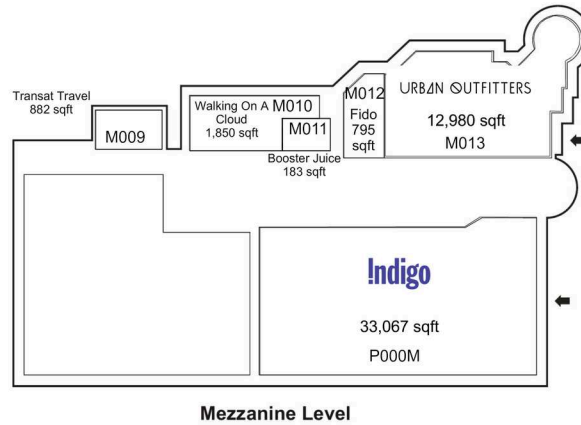 Transat Travel
882 sqft
M009
Walking On A
Cloud
1,850 sqft
M010
M011
Booster Juice
183 sqft
M012
Fido
795
sqft
URBAN OUTFITTERS
12,980 sqft
M013
!ndigo
33,067 sqft
P000M
Mezzanine Level